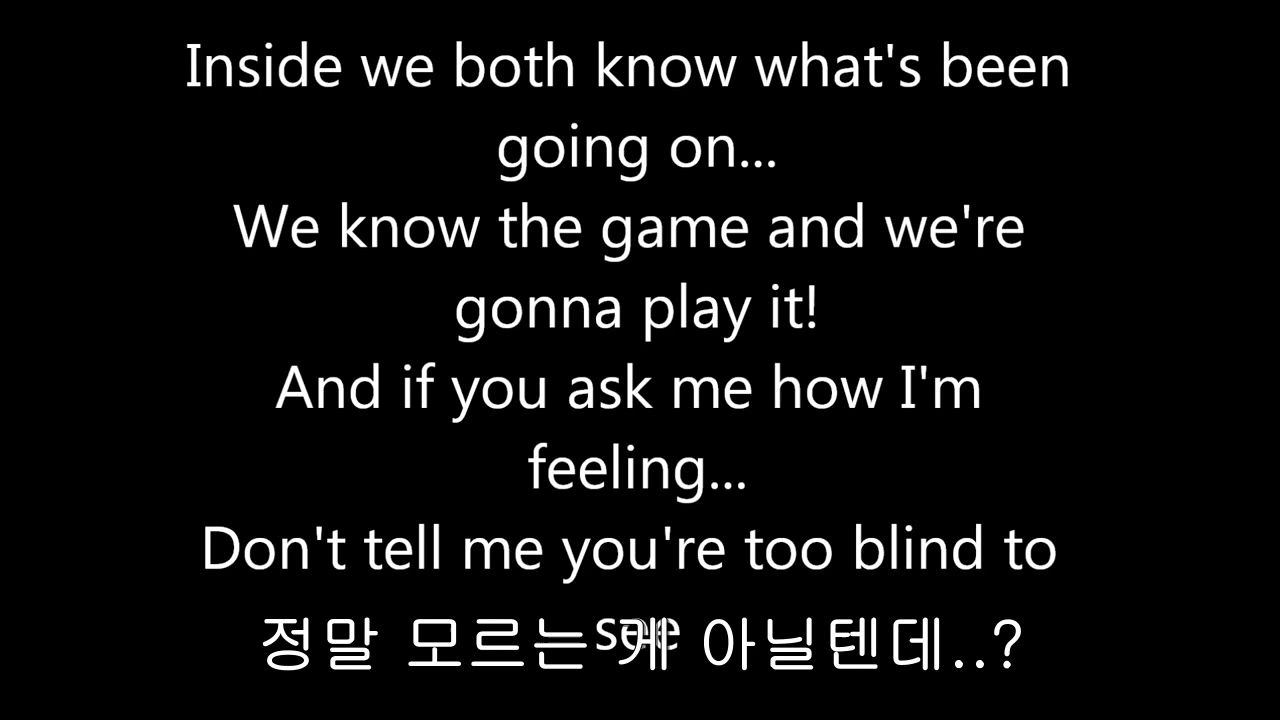 Inside we both know what's been
going on...
We know the game and we're
gonna play it!
And if you ask me how I'm
feeling...
Don't tell me you're too blind to
see
정말 모르는 게 아닐텐데..?